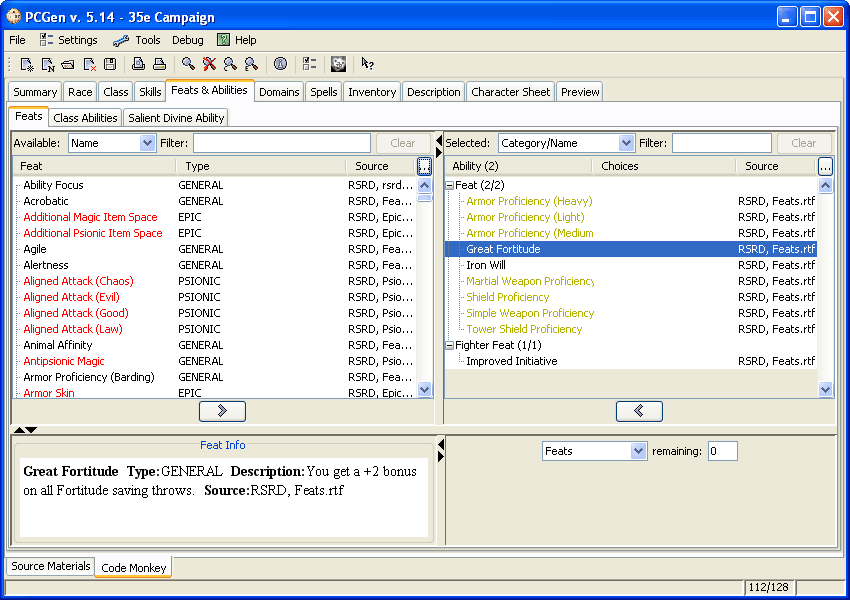 PCGen v. 5.14 - 35e Campaign
File Settings Tools Debug Help
Summary Race Class Skills Feats & Abilities Domains Spells Inventory Description Character Sheet Preview
Feats Class Abilities Salient Divine Ability
Available: Name Filter: Clear Selected: Category/Name Filter: Clear
Feat Type Source ... Ability (2) Choices Source ...
Ability Focus GENERAL RSRD, rsrd... Feat (2/2)
Acrobatic GENERAL RSRD, Fea... Armor Proficiency (Heavy) RSRD, Feats.rtf
Additional Magic Item Space EPIC RSRD, Epic... Armor Proficiency (Light) RSRD, Feats.rtf
Additional Psionic Item Space EPIC RSRD, Epic... Armor Proficiency (Medium RSRD, Feats.rtf
Agile GENERAL RSRD, Fea... Great Fortitude RSRD, Feats.rtf
Alertness GENERAL RSRD, Fea... Iron Will RSRD, Feats.rtf
Aligned Attack (Chaos) PSIONIC RSRD, Psio... Martial Weapon Proficiency RSRD, Feats.rtf
Aligned Attack (Evil) PSIONIC RSRD, Psio... Shield Proficiency RSRD, Feats.rtf
Aligned Attack (Good) PSIONIC RSRD, Psio... Simple Weapon Proficiency RSRD, Feats.rtf
Aligned Attack (Law) PSIONIC RSRD, Psio... Tower Shield Proficiency RSRD, Feats.rtf
Animal Affinity GENERAL RSRD, Fea... Fighter Feat (1/1)
Antipsionic Magic GENERAL RSRD, Psio... Improved Initiative RSRD, Feats.rtf
Armor Proficiency (Barding) GENERAL RSRD, Fea...
Armor Skin EPIC RSRD, Epic...
Feat Info
Feats remaining: 0
Great Fortitude Type:GENERAL Description:You get a +2 bonus
on all Fortitude saving throws. Source:RSRD, Feats.rtf
Source Materials Code Monkey
112/128